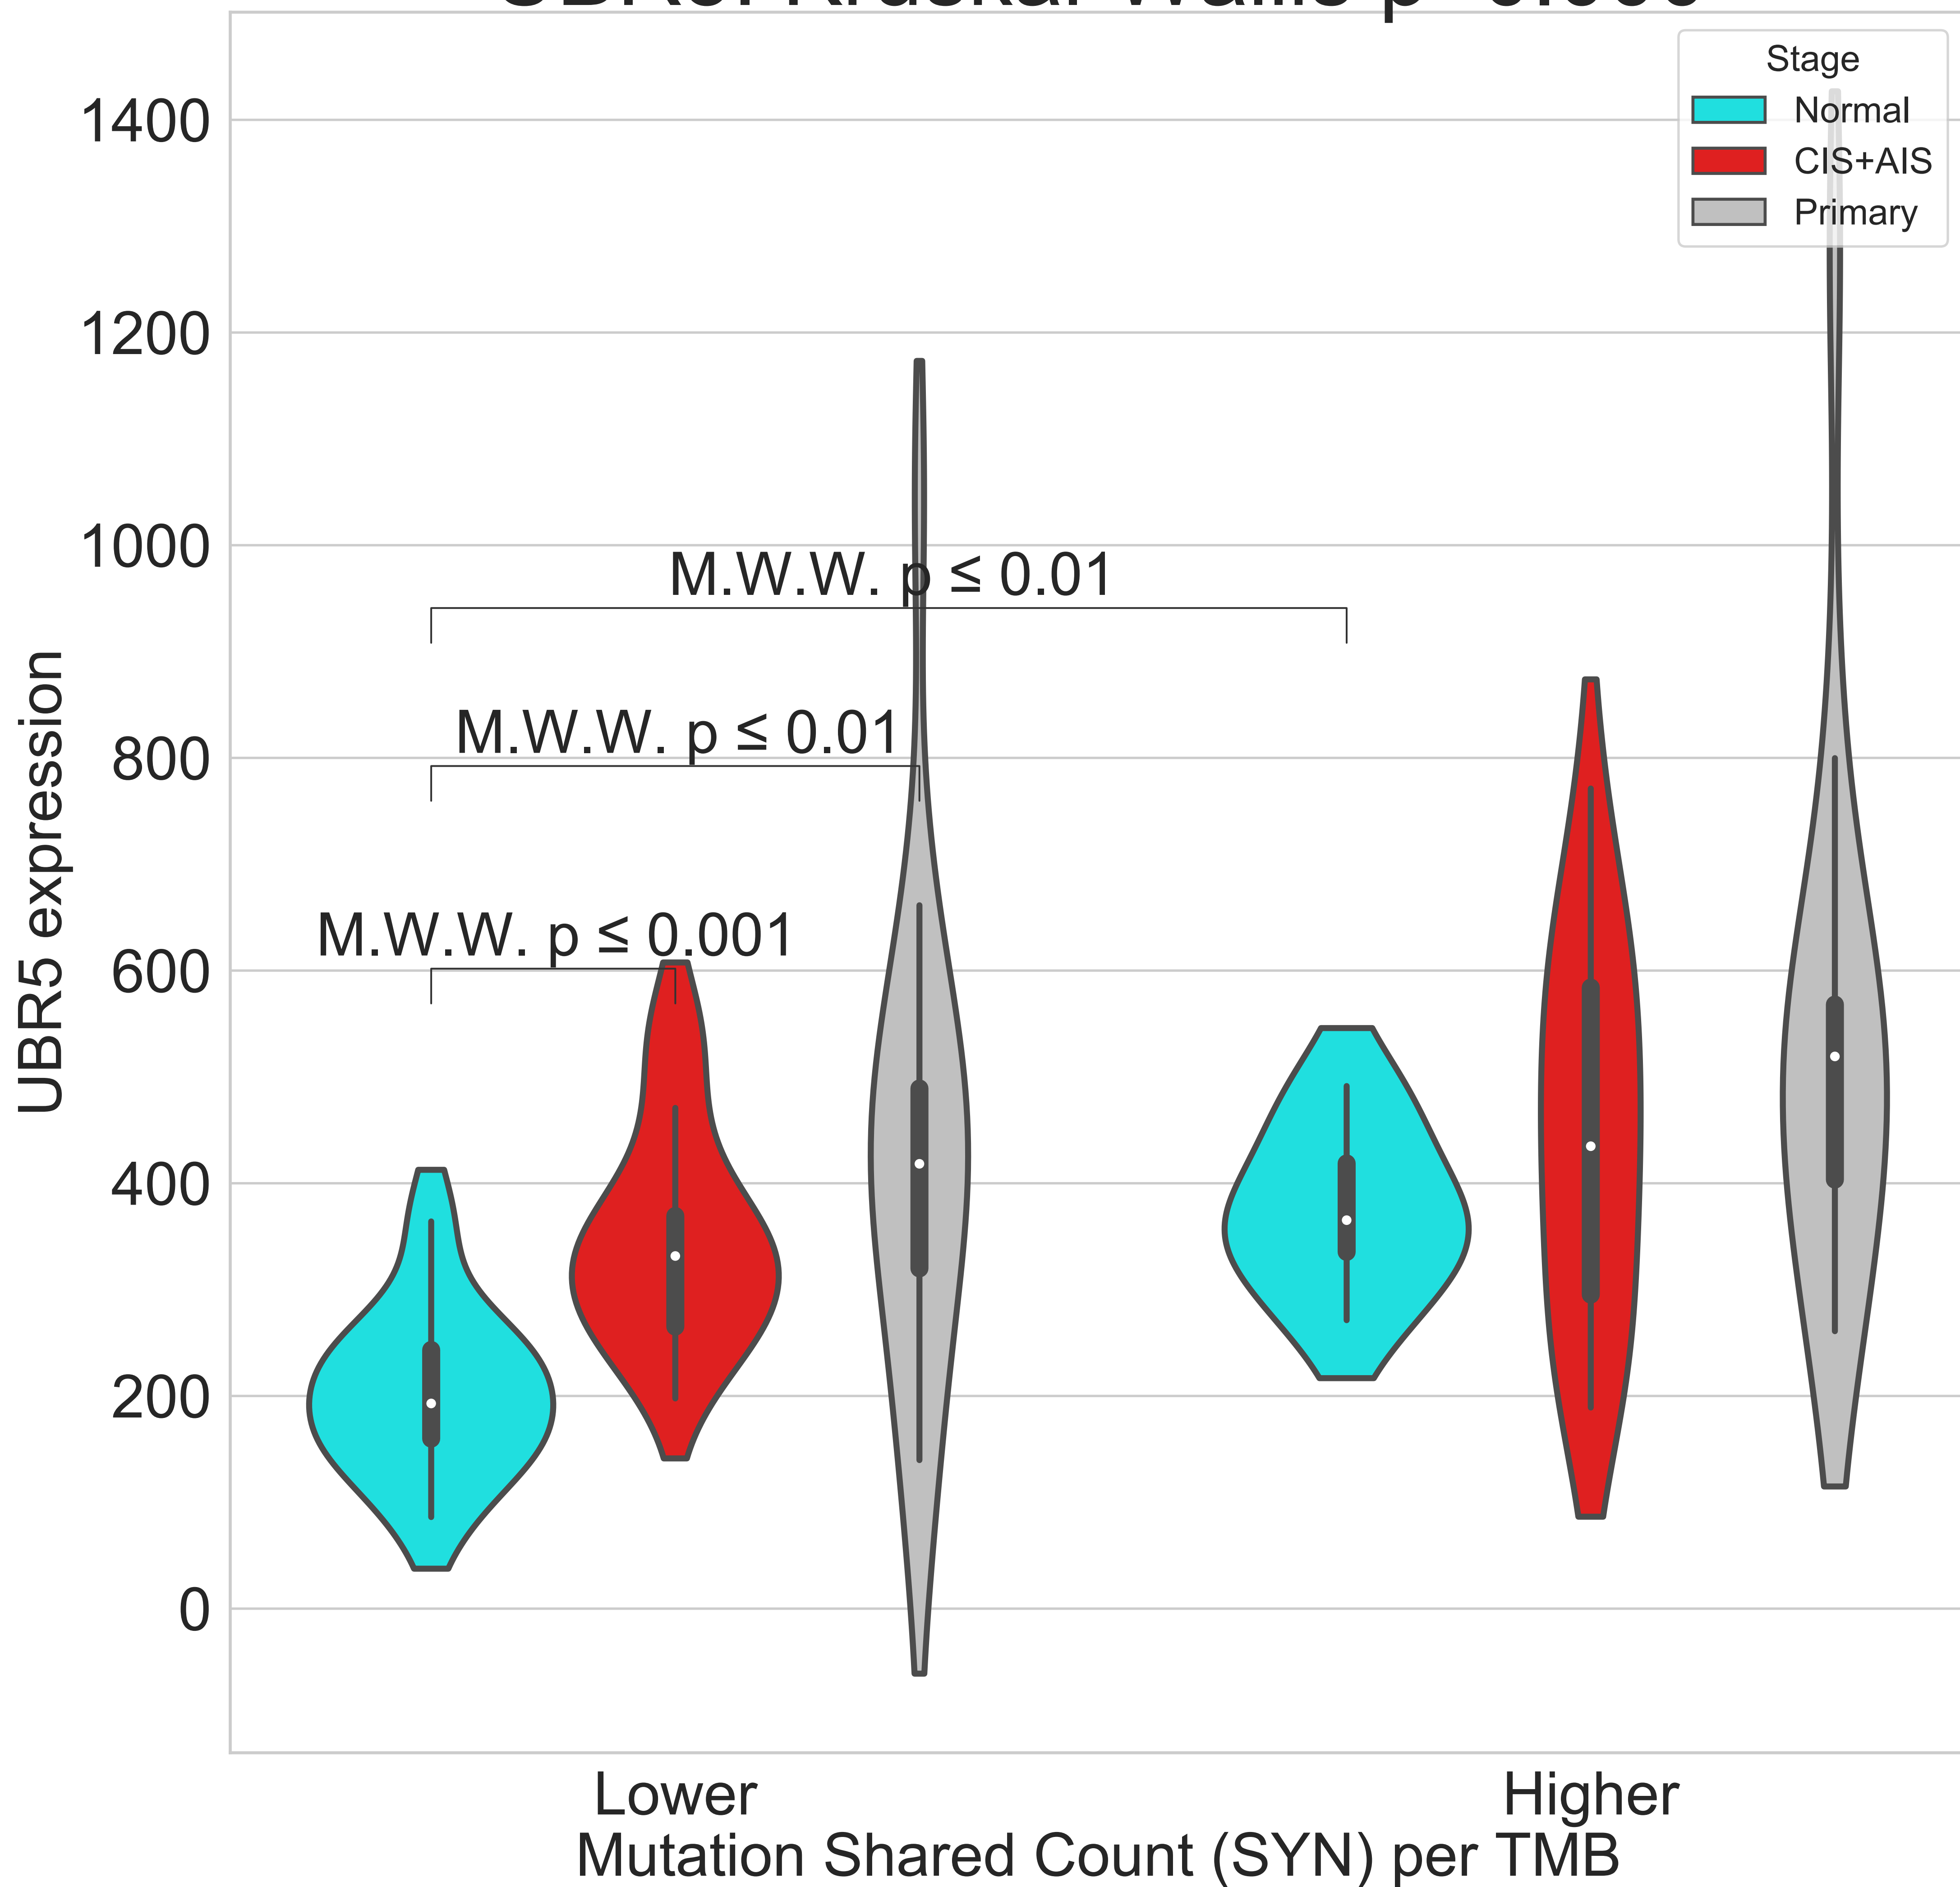 Stage
Normal
CIS+AIS
Primary
1400
1200
1000
800
600
400
200
0
UBR5 expression
M.W.W. p ≤ 0.01
M.W.W. p ≤ 0.01
M.W.W. p ≤ 0.001
Lower
Higher
Mutation Shared Count (SYN) per TMB